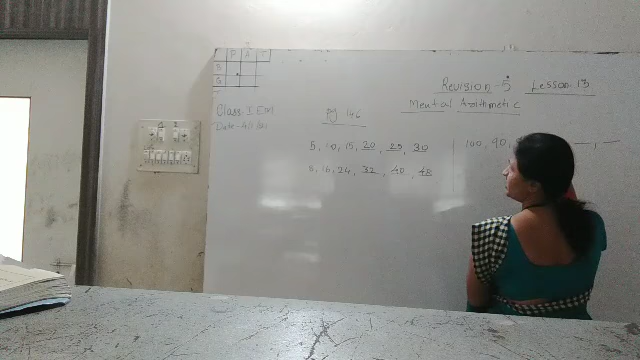 P A T
B
G
Revision-5 Lesson 13
Mental Arithmetic
Class I EM
Pg 146
5, 10, 15, 20, 25, 30
8, 16, 24, 32, 40, 48
100, 90,